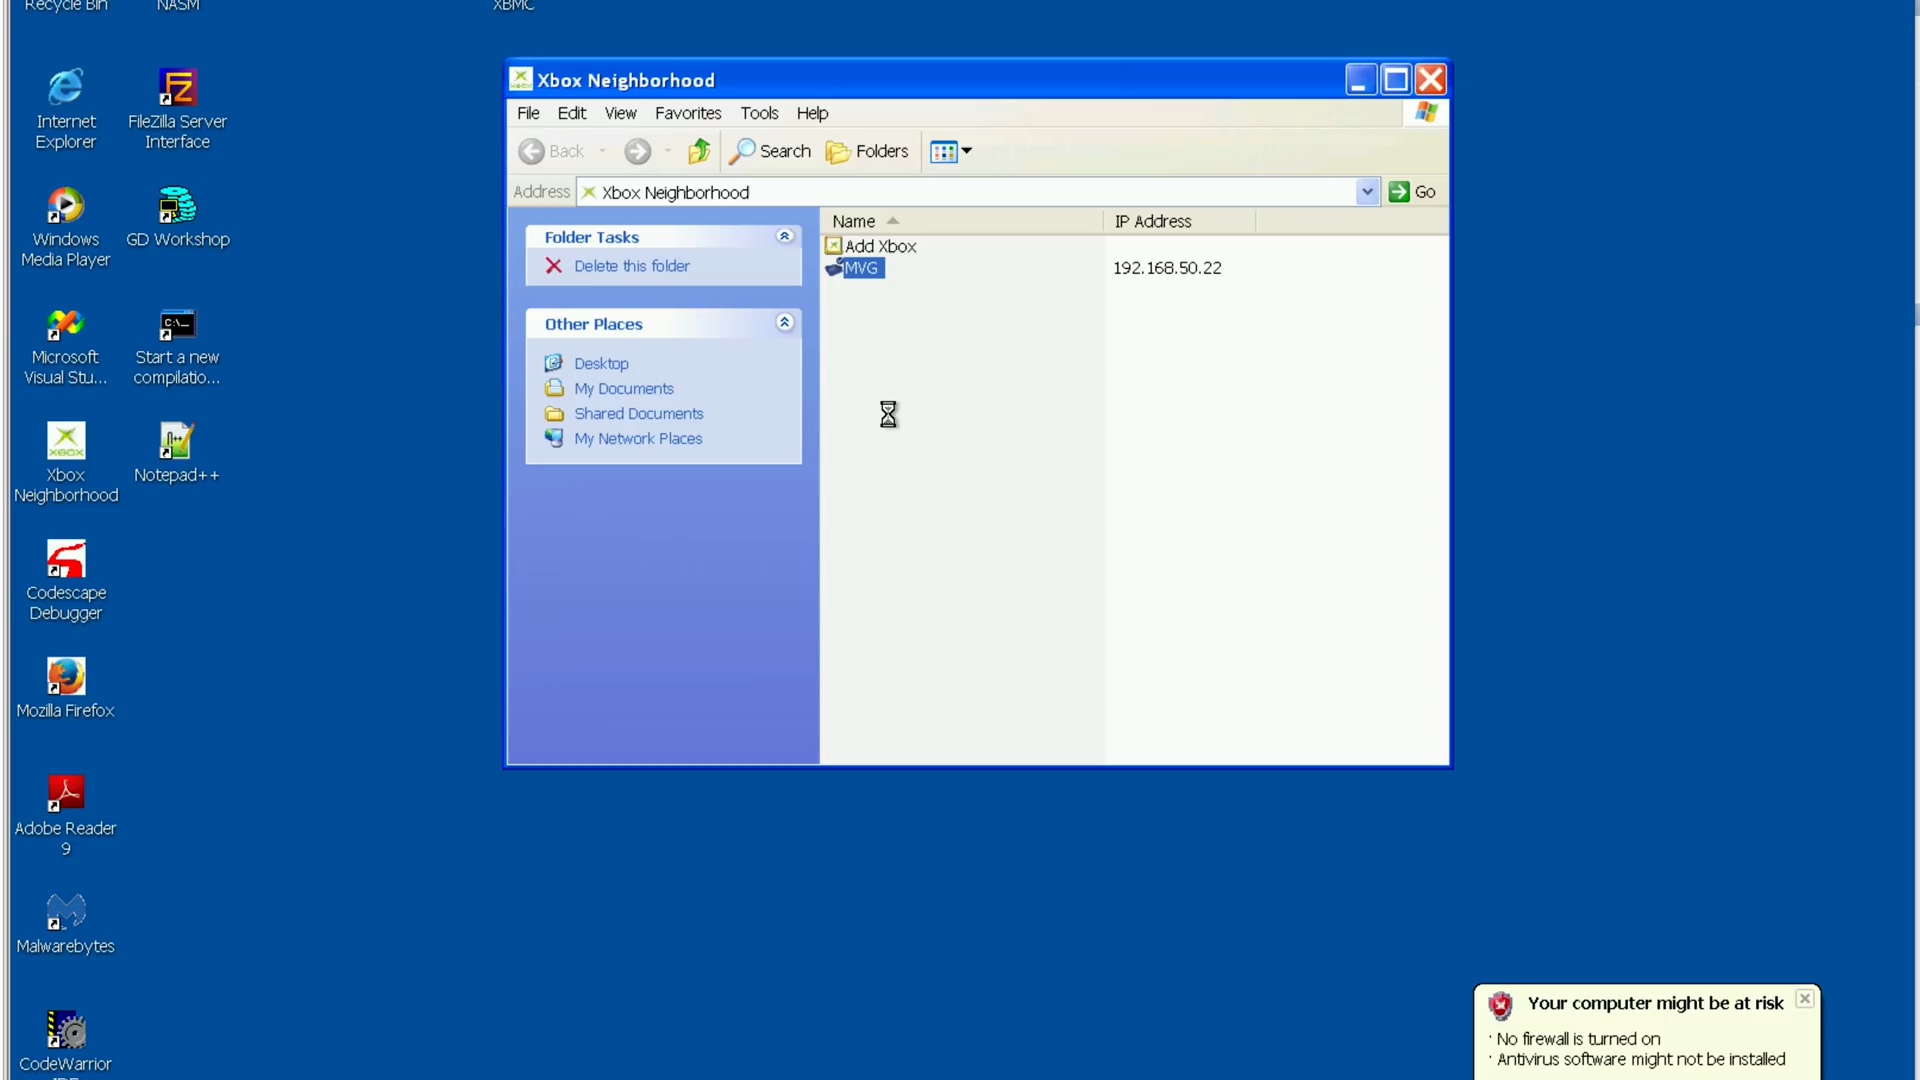 Recycle Bin
NASM
XBMC
Internet
Explorer
FileZilla Server
Interface
Windows
Media Player
GD Workshop
Microsoft
Visual Stu...
Start a new
compilatio...
Xbox
Neighborhood
Notepad++
Codescape
Debugger
Mozilla Firefox
Adobe Reader
9
Malwarebytes
CodeWarrior
IDE
Xbox Neighborhood
File Edit View Favorites Tools Help
Back Search Folders
Address Xbox Neighborhood Go
Folder Tasks
Delete this folder
Other Places
Desktop
My Documents
Shared Documents
My Network Places
Name IP Address
Add Xbox
MVG 192.168.50.22
Your computer might be at risk
· No firewall is turned on
· Antivirus software might not be installed